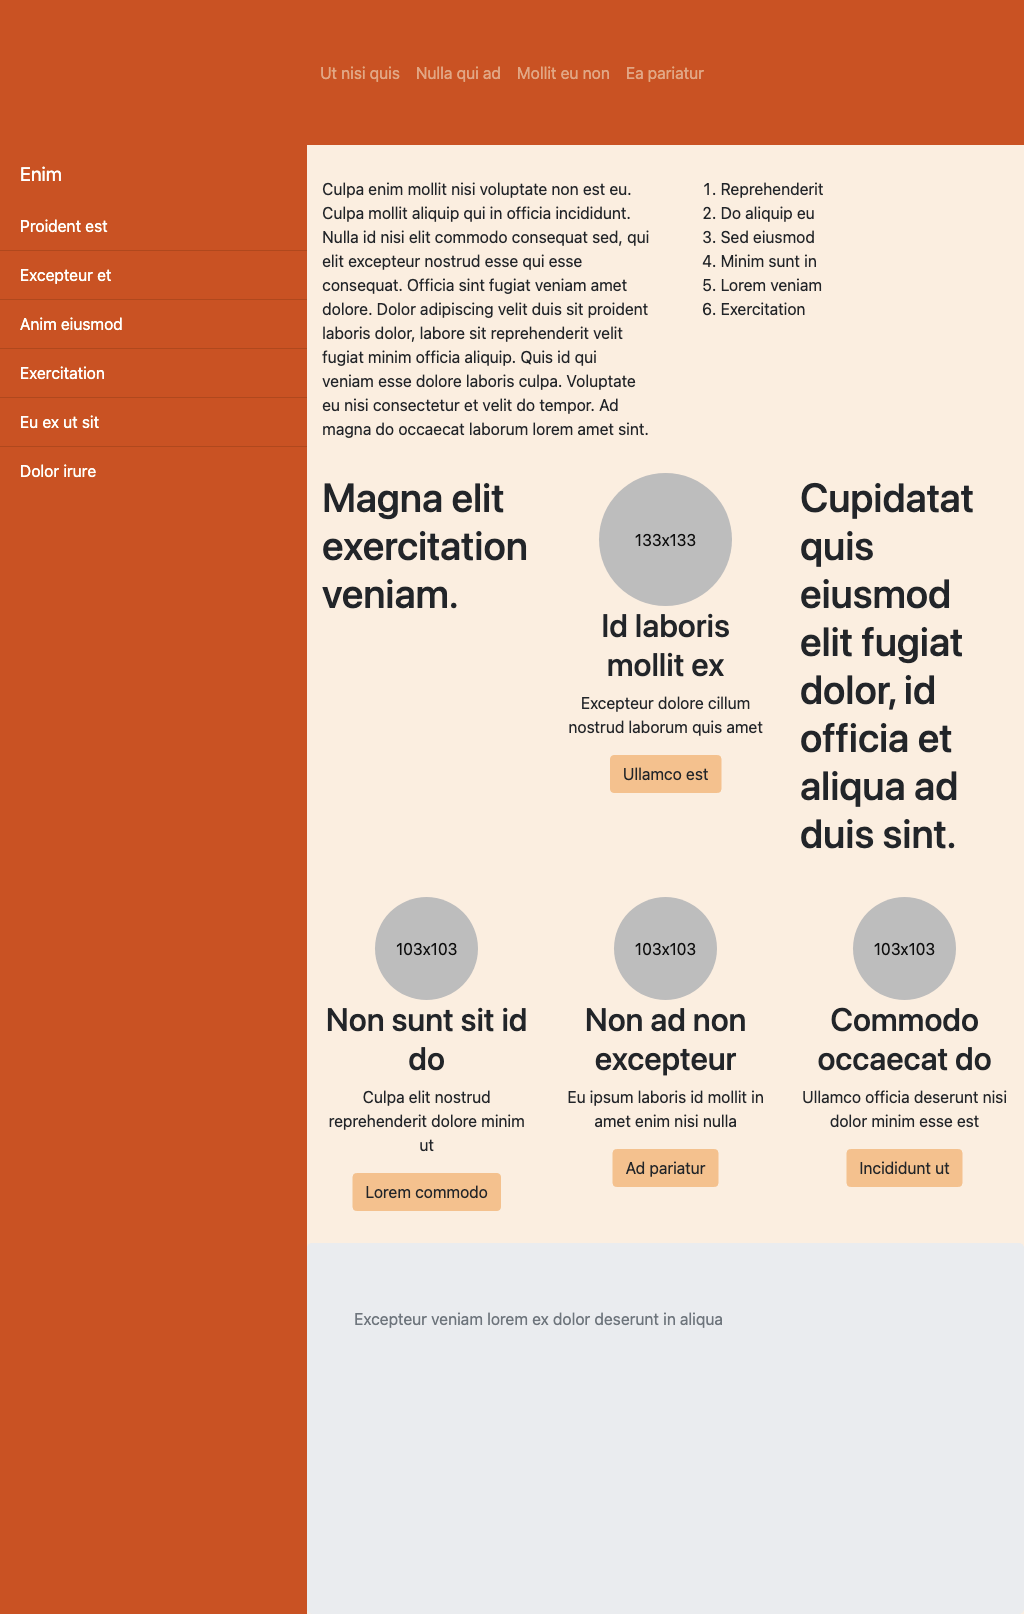 Ut nisi quis Nulla qui ad Mollit eu non Ea pariatur
Enim
Proident est
Excepteur et
Anim eiusmod
Exercitation
Eu ex ut sit
Dolor irure
Culpa enim mollit nisi voluptate non est eu.
Culpa mollit aliquip qui in officia incididunt.
Nulla id nisi elit commodo consequat sed, qui
elit excepteur nostrud esse qui esse
consequat. Officia sint fugiat veniam amet
dolore. Dolor adipiscing velit duis sit proident
laboris dolor, labore sit reprehenderit velit
fugiat minim officia aliquip. Quis id qui
veniam esse dolore laboris culpa. Voluptate
eu nisi consectetur et velit do tempor. Ad
magna do occaecat laborum lorem amet sint.
1. Reprehenderit
2. Do aliquip eu
3. Sed eiusmod
4. Minim sunt in
5. Lorem veniam
6. Exercitation
Magna elit
exercitation
veniam.
133x133
Id laboris
mollit ex
Excepteur dolore cillum
nostrud laborum quis amet
Ullamco est
Cupidatat
quis
eiusmod
elit fugiat
dolor, id
officia et
aliqua ad
duis sint.
103x103
Non sunt sit id
do
Culpa elit nostrud
reprehenderit dolore minim
ut
Lorem commodo
103x103
Non ad non
excepteur
Eu ipsum laboris id mollit in
amet enim nisi nulla
Ad pariatur
103x103
Commodo
occaecat do
Ullamco officia deserunt nisi
dolor minim esse est
Incididunt ut
Excepteur veniam lorem ex dolor deserunt in aliqua